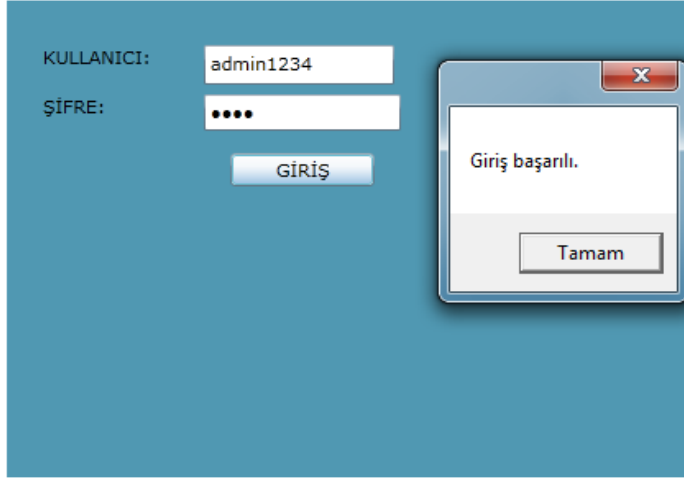 KULLANICI:
admin1234
ŞİFRE:
••••
GİRİŞ
Giriş başarılı.
Tamam